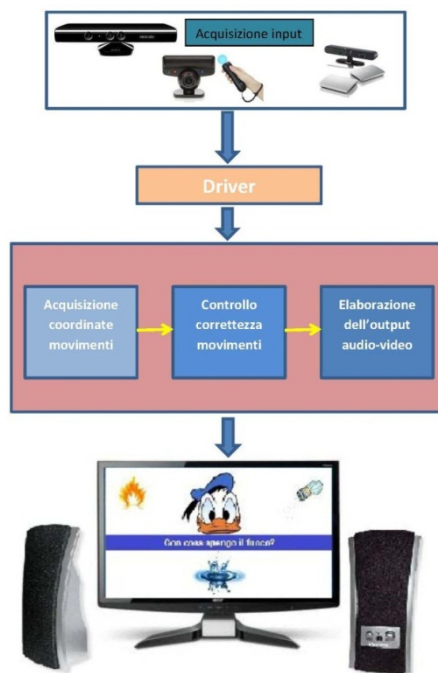 Acquisizione input
Driver
Acquisizione
coordinate
movimenti
Controllo
correttezza
movimenti
Elaborazione
dell’output
audio-video
Con cosa spengo il fuoco?